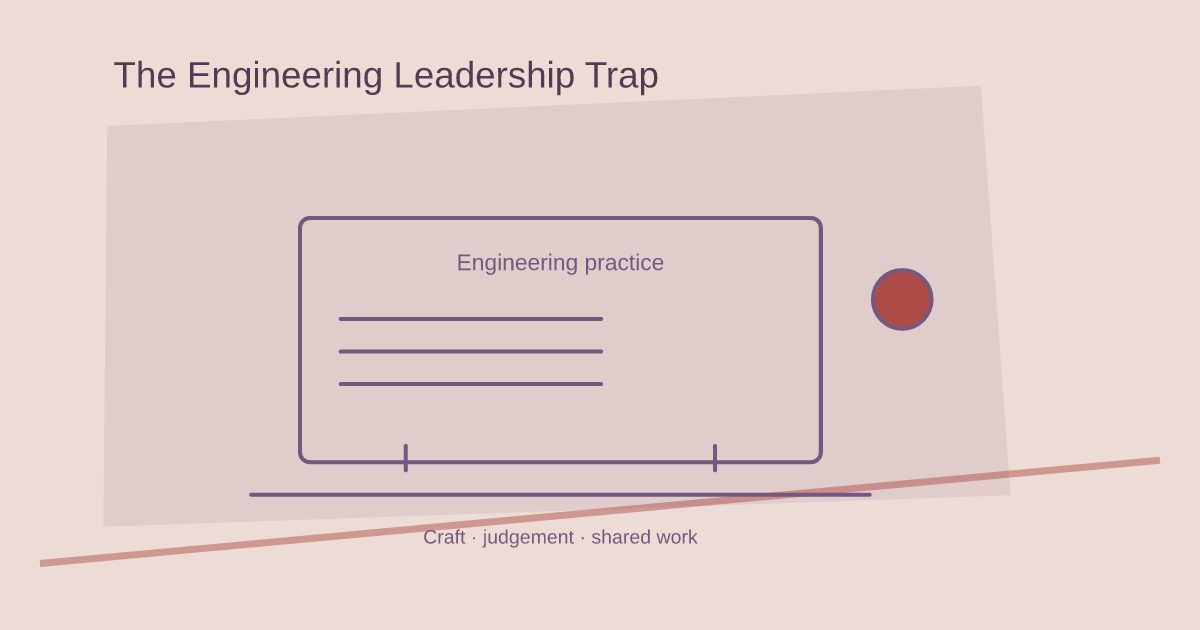 The Engineering Leadership Trap
Engineering practice
Craft · judgement · shared work